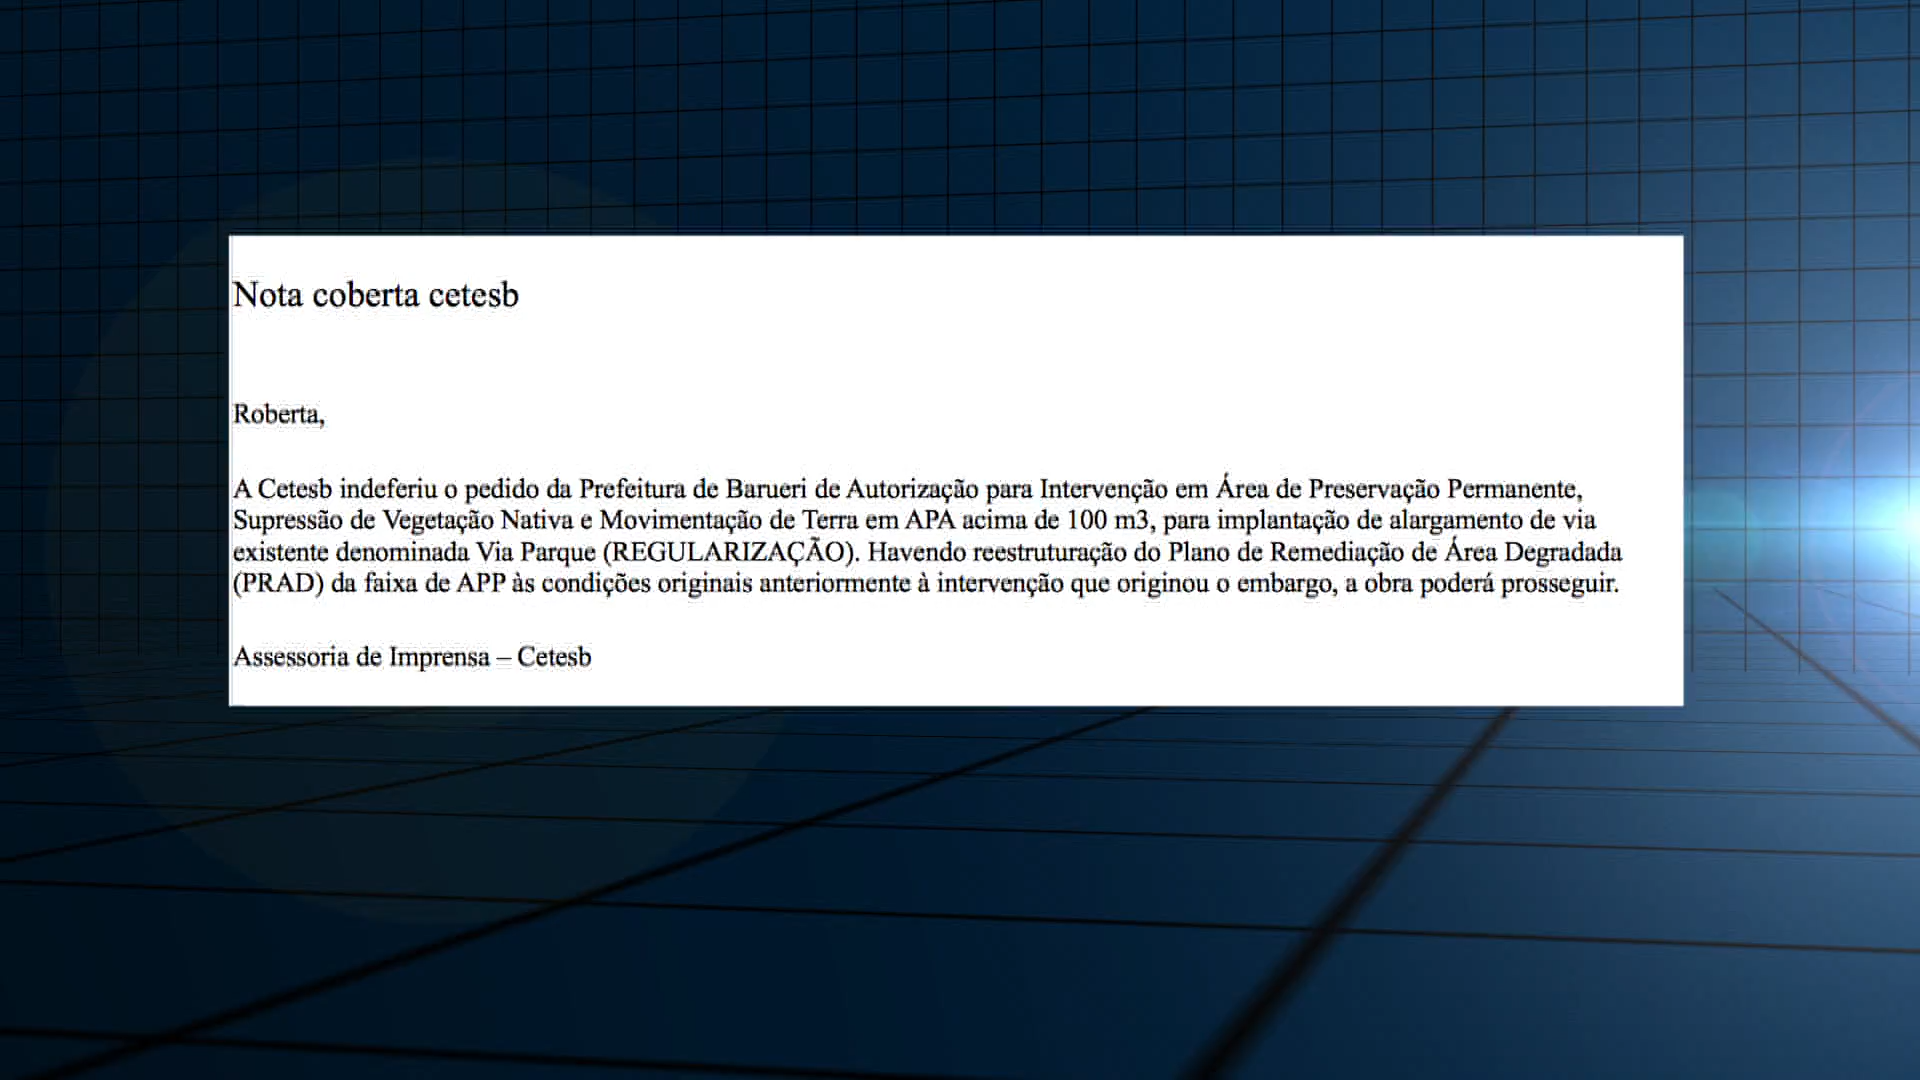 Nota coberta cetesb
Roberta,
A Cetesb indeferiu o pedido da Prefeitura de Barueri de Autorização para Intervenção em Área de Preservação Permanente,
Supressão de Vegetação Nativa e Movimentação de Terra em APA acima de 100 m3, para implantação de alargamento de via
existente denominada Via Parque (REGULARIZAÇÃO). Havendo reestruturação do Plano de Remediação de Área Degradada
(PRAD) da faixa de APP às condições originais anteriormente à intervenção que originou o embargo, a obra poderá prosseguir.
Assessoria de Imprensa – Cetesb